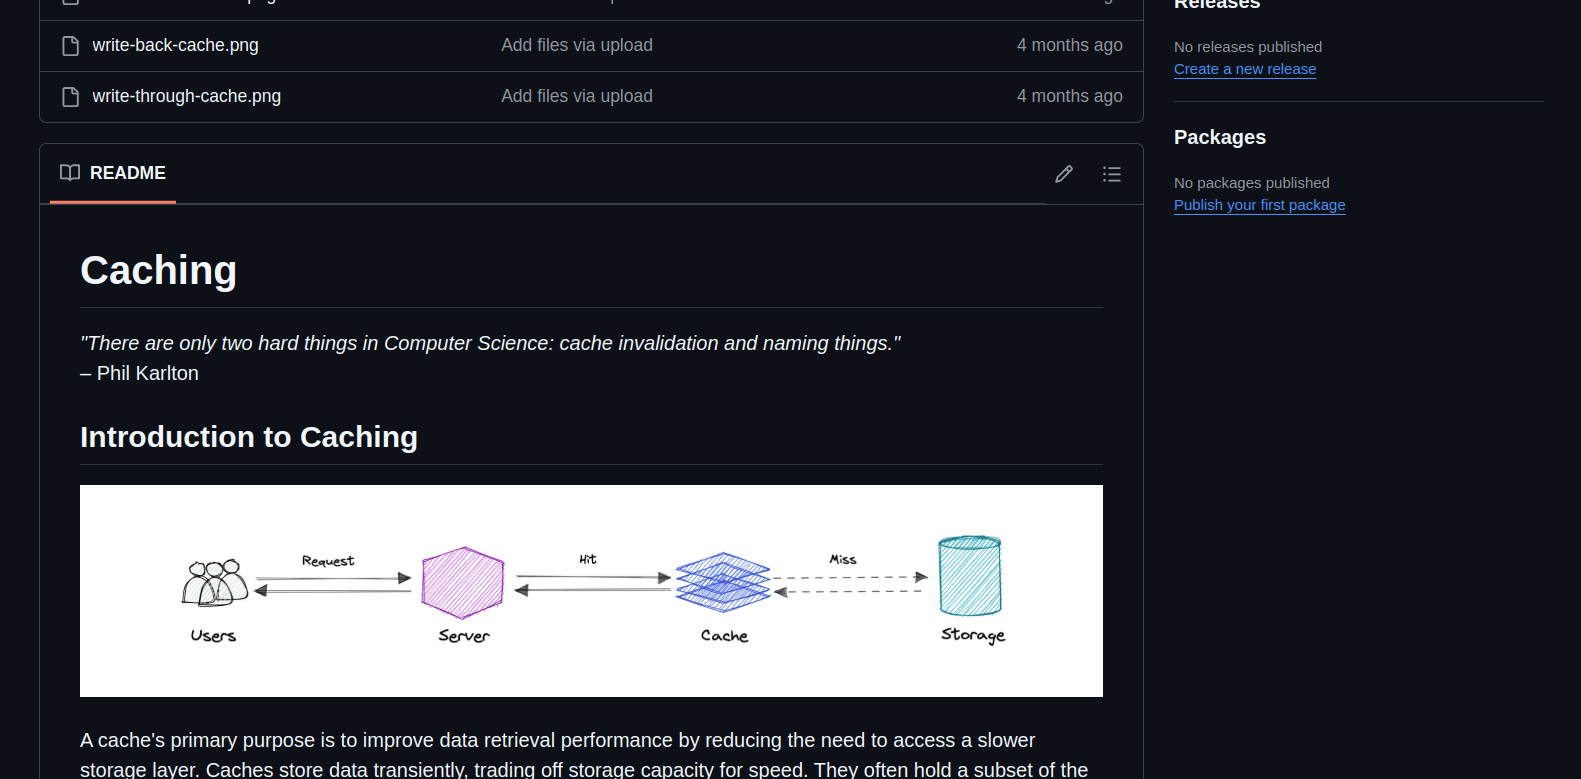 Releases
write-back-cache.png Add files via upload 4 months ago
No releases published
Create a new release
write-through-cache.png Add files via upload 4 months ago
Packages
No packages published
Publish your first package
README
Caching
"There are only two hard things in Computer Science: cache invalidation and naming things."
– Phil Karlton
Introduction to Caching
Request Hit Miss
Users Server Cache Storage
A cache's primary purpose is to improve data retrieval performance by reducing the need to access a slower
storage layer. Caches store data transiently, trading off storage capacity for speed. They often hold a subset of the